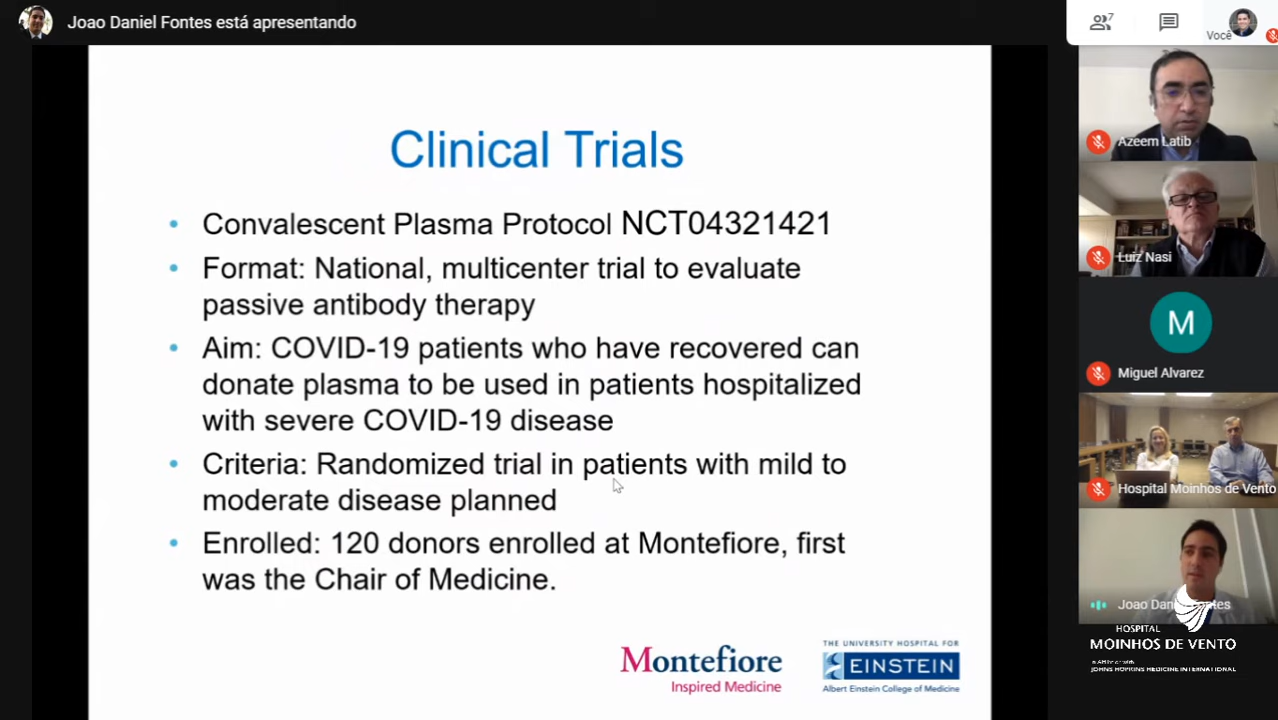 Joao Daniel Fontes está apresentando
7
Você
Clinical Trials
• Convalescent Plasma Protocol NCT04321421
• Format: National, multicenter trial to evaluate
passive antibody therapy
• Aim: COVID-19 patients who have recovered can
donate plasma to be used in patients hospitalized
with severe COVID-19 disease
• Criteria: Randomized trial in patients with mild to
moderate disease planned
• Enrolled: 120 donors enrolled at Montefiore, first
was the Chair of Medicine.
Montefiore
Inspired Medicine
THE UNIVERSITY HOSPITAL FOR
EINSTEIN
Albert Einstein College of Medicine
Azeem Latib
Luiz Nasi
M
Miguel Alvarez
Hospital Moinhos de Vento
Joao Daniel Fontes
HOSPITAL
MOINHOS DE VENTO
JOHNS HOPKINS MEDICINE INTERNATIONAL